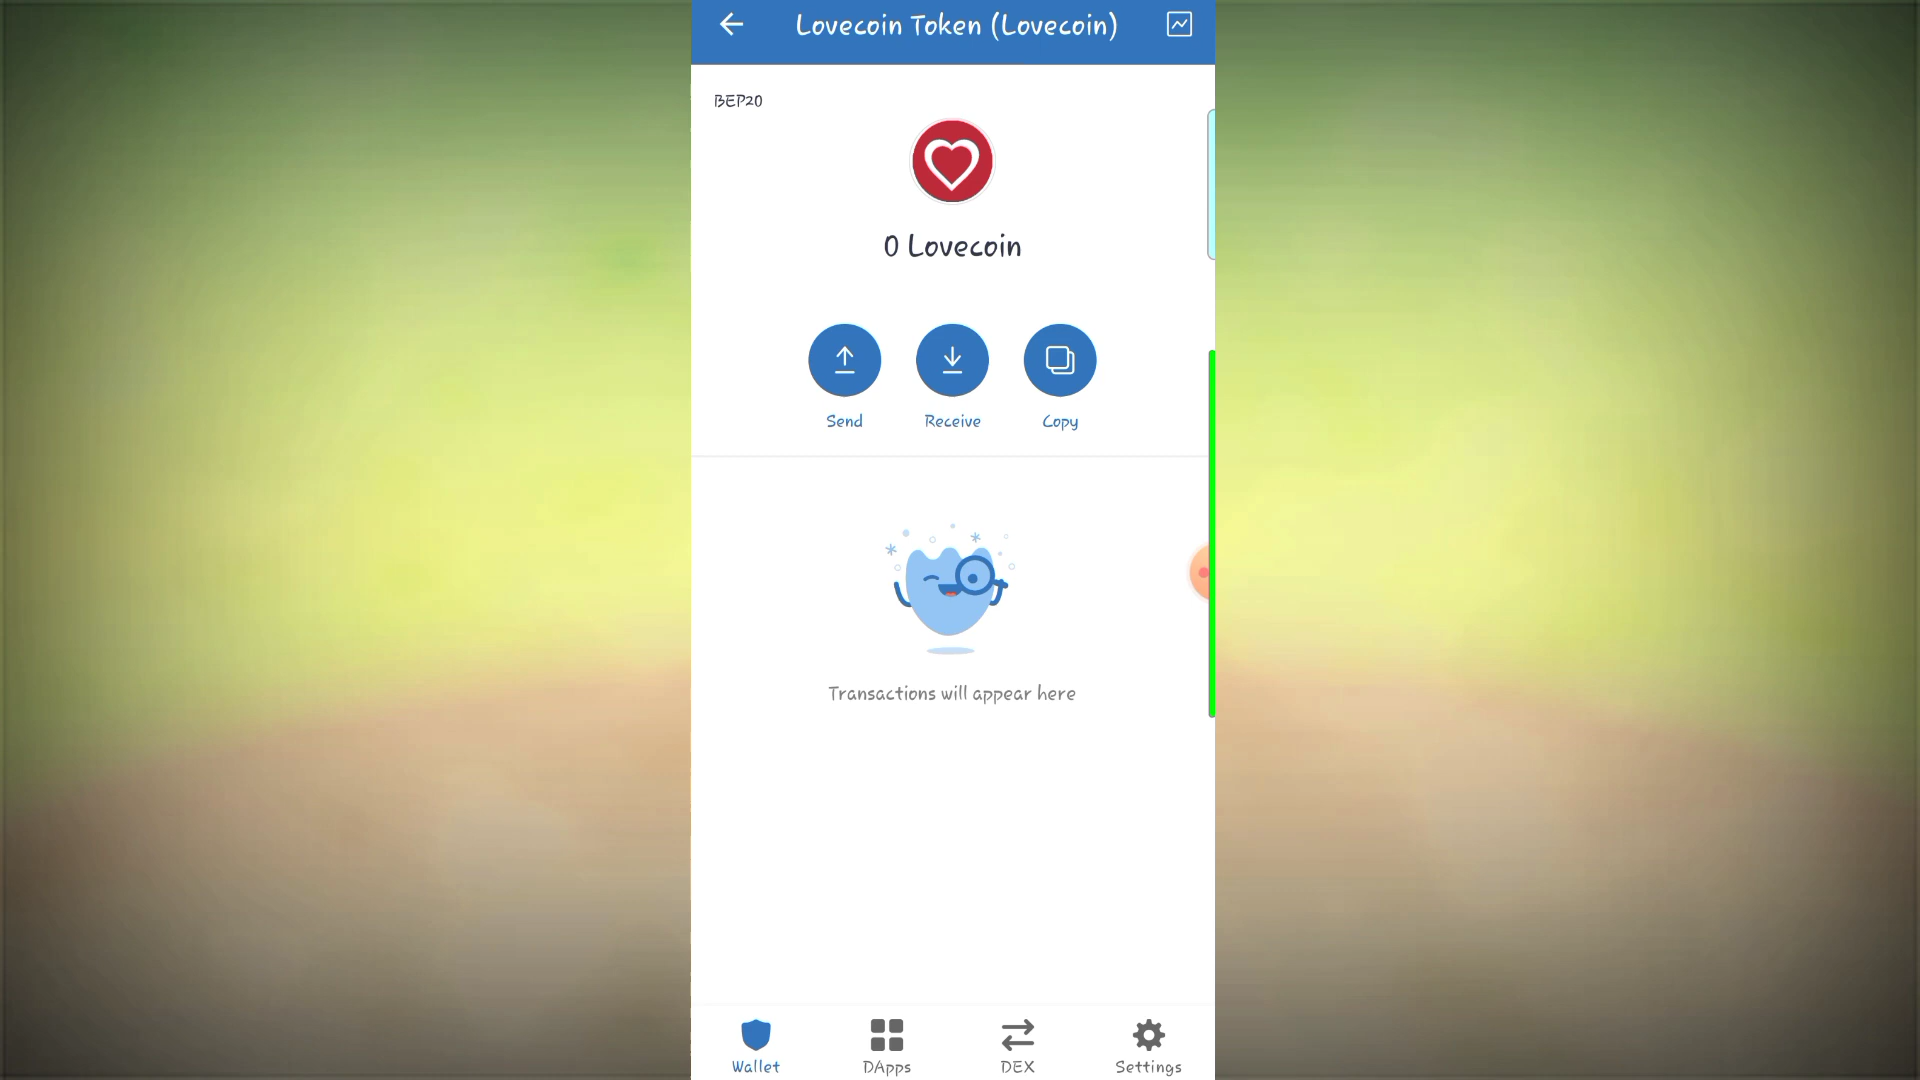 Lovecoin Token (Lovecoin)
BEP20
0 Lovecoin
Send Receive Copy
Transactions will appear here
Wallet DApps DEX Settings